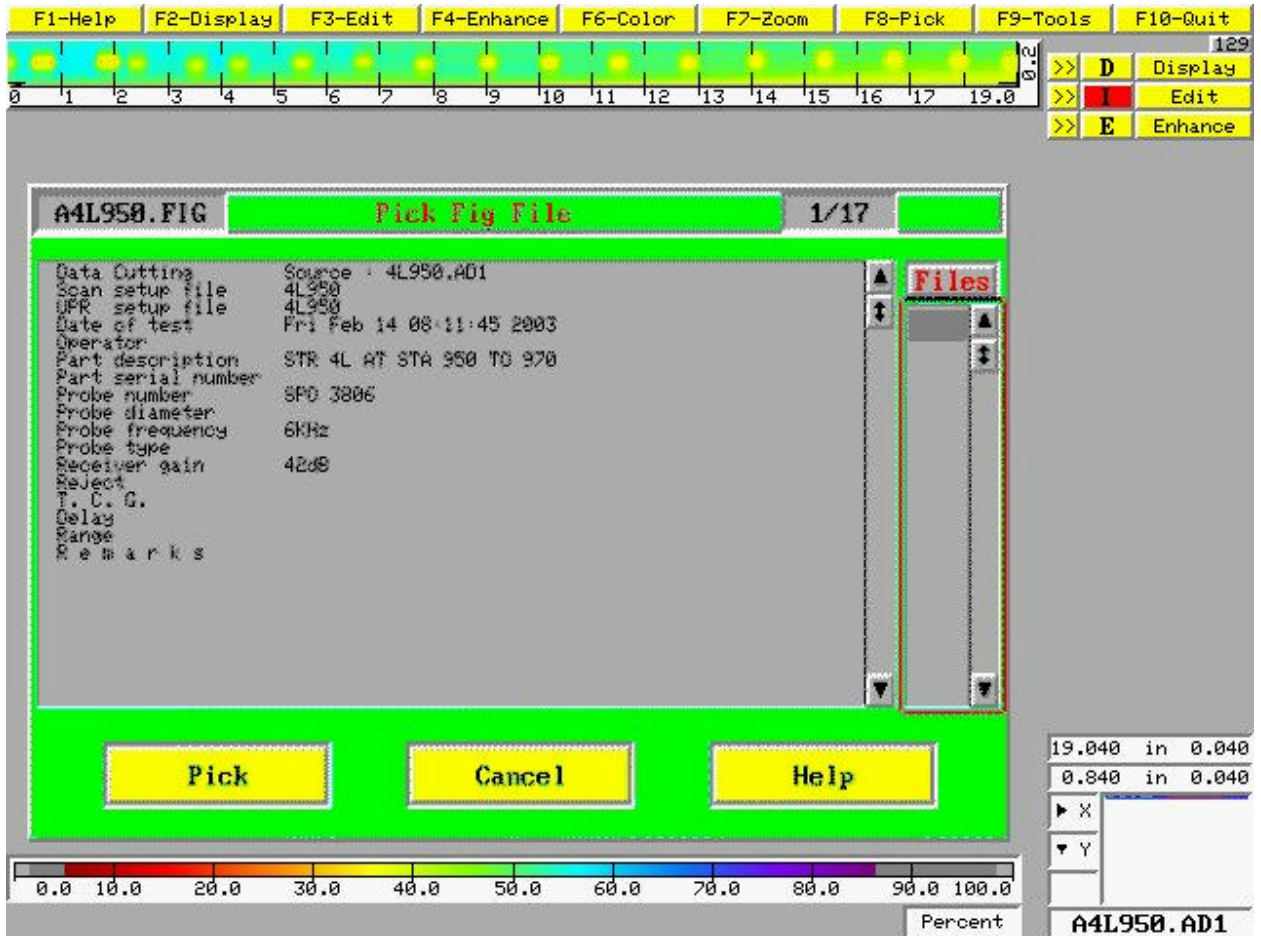 F1-Help F2-Display F3-Edit F4-Enhance F6-Color F7-Zoom F8-Pick F9-Tools F10-Quit
129
0.2
>> D Display
0 1 2 3 4 5 6 7 8 9 10 11 12 13 14 15 16 17 19.0
>> I Edit
>> E Enhance
A4L950.FIG Pick Fig File 1/17
Files
Data Cutting Source : 4L950.AD1
Scan setup file 4L950
UPR setup file 4L950
Date of test Fri Feb 14 08:11:45 2003
Operator
Part description STR 4L AT STA 950 TO 970
Part serial number
Probe number SPO 3806
Probe diameter
Probe frequency 6KHz
Probe type
Receiver gain 42dB
Reject
T. C. G.
Delay
Range
R e m a r k s
Pick Cancel Help
19.040 in 0.040
0.840 in 0.040
X
Y
0.0 10.0 20.0 30.0 40.0 50.0 60.0 70.0 80.0 90.0 100.0
Percent
A4L950.AD1